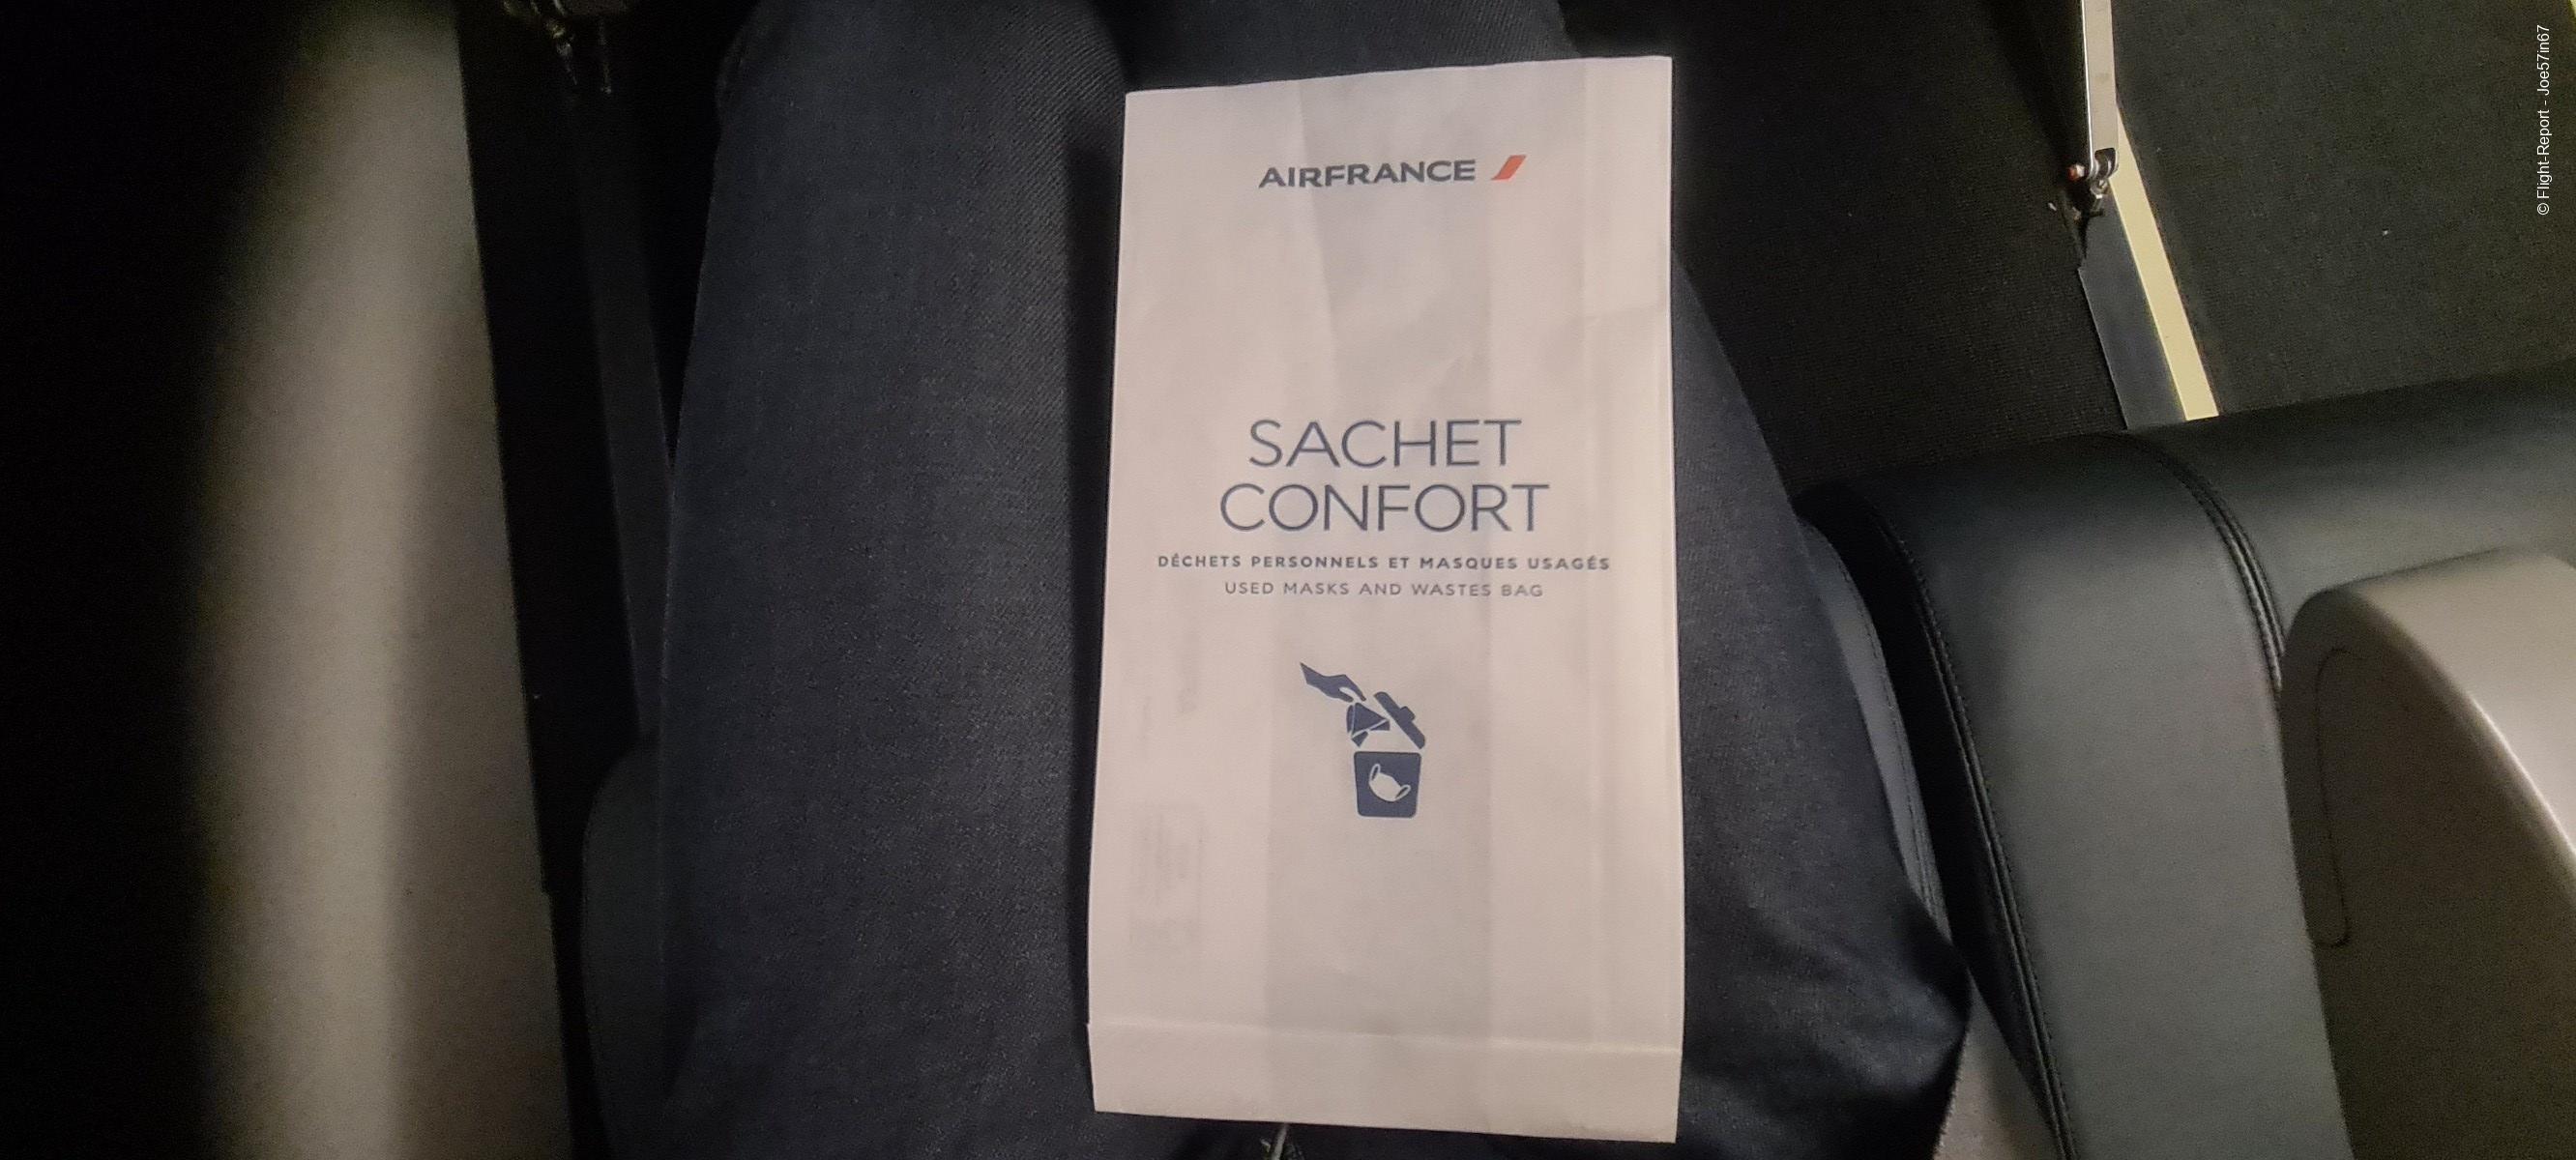 AIRFRANCE
SACHET
CONFORT
DÉCHETS PERSONNELS ET MASQUES USAGÉS
USED MASKS AND WASTES BAG
© Flight-Report - Joe57in67